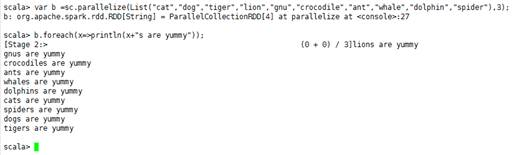 scala> var b =sc.parallelize(List("cat","dog","tiger","lion","gnu","crocodile","ant","whale","dolphin","spider"),3);
b: org.apache.spark.rdd.RDD[String] = ParallelCollectionRDD[4] at parallelize at <console>:27
scala> b.foreach(x=>println(x+"s are yummy"));
[Stage 2:> (0 + 0) / 3]lions are yummy
gnus are yummy
crocodiles are yummy
ants are yummy
whales are yummy
dolphins are yummy
cats are yummy
spiders are yummy
dogs are yummy
tigers are yummy
scala>